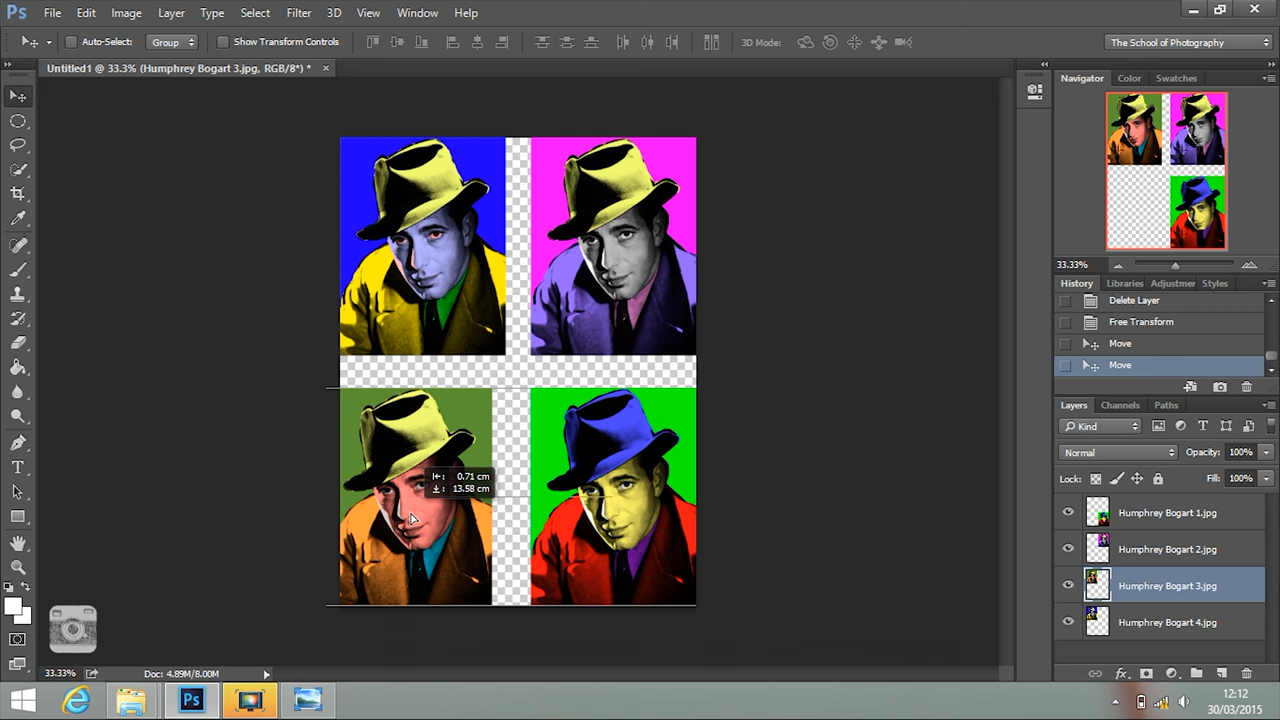 Ps File Edit Image Layer Type Select Filter 3D View Window Help
Auto-Select: Group Show Transform Controls 3D Mode: The School of Photography
Untitled1 @ 33.3% (Humphrey Bogart 3.jpg, RGB/8*) * ×
Navigator Color Swatches
33.33%
History Libraries Adjustmer Styles
Delete Layer
Free Transform
Move
Move
Layers Channels Paths
Kind
Normal Opacity: 100%
Lock: Fill: 100%
Humphrey Bogart 1.jpg
Humphrey Bogart 2.jpg
Humphrey Bogart 3.jpg
Humphrey Bogart 4.jpg
0.71 cm
13.58 cm
33.33% Doc: 4.89M/8.00M
Ps
12:12
30/03/2015